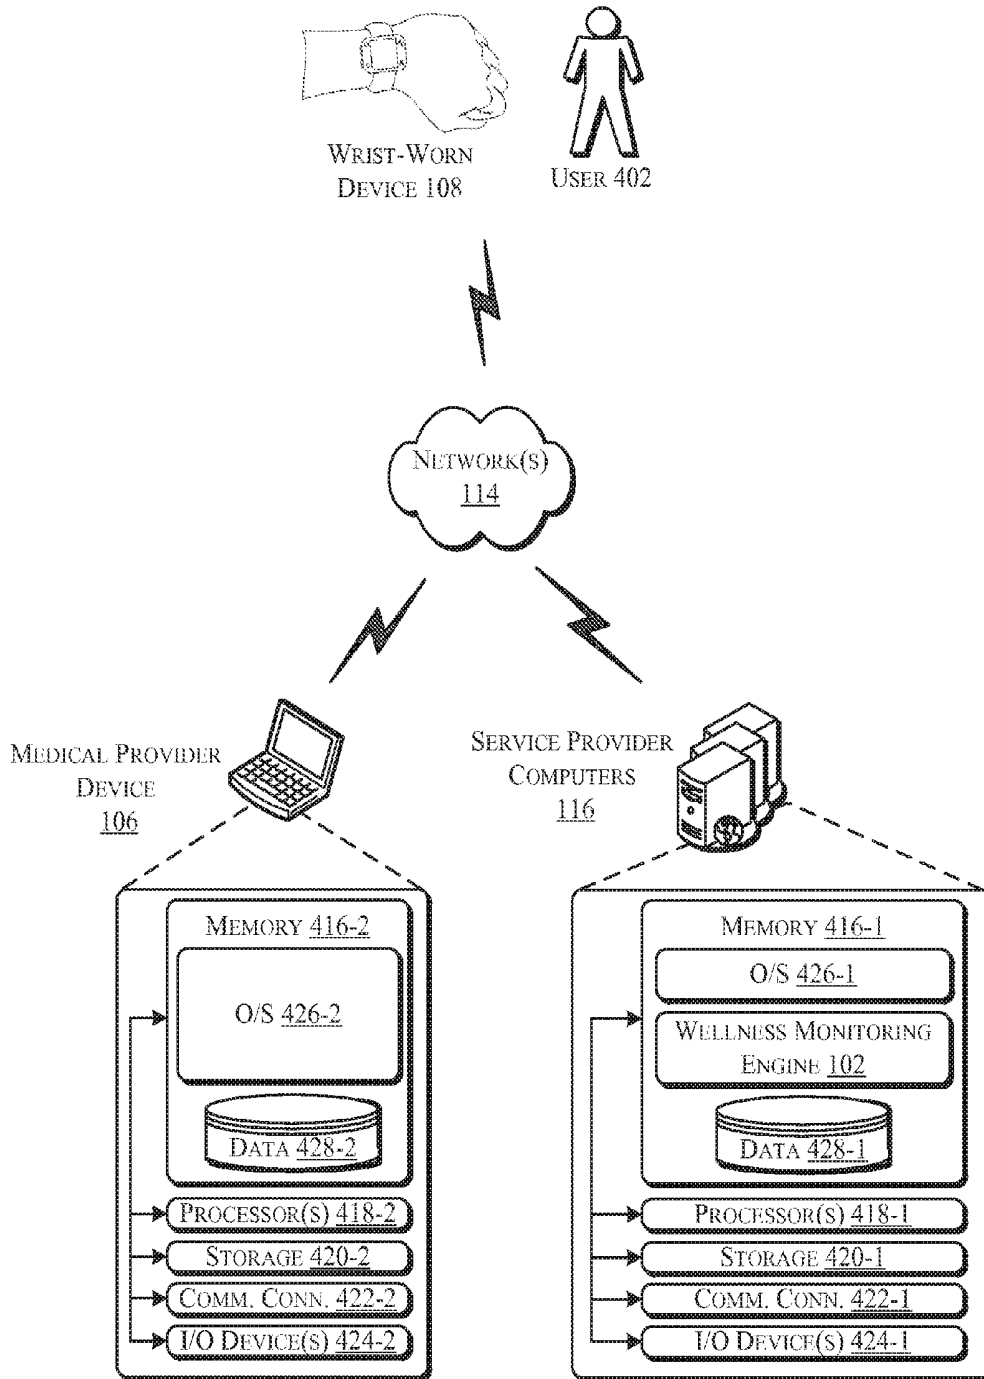 WRIST-WORN
DEVICE 108
USER 402
NETWORK(S)
114
MEDICAL PROVIDER
DEVICE
106
SERVICE PROVIDER
COMPUTERS
116
MEMORY 416-2
O/S 426-2
DATA 428-2
PROCESSOR(S) 418-2
STORAGE 420-2
COMM. CONN. 422-2
I/O DEVICE(S) 424-2
MEMORY 416-1
O/S 426-1
WELLNESS MONITORING
ENGINE 102
DATA 428-1
PROCESSOR(S) 418-1
STORAGE 420-1
COMM. CONN. 422-1
I/O DEVICE(S) 424-1